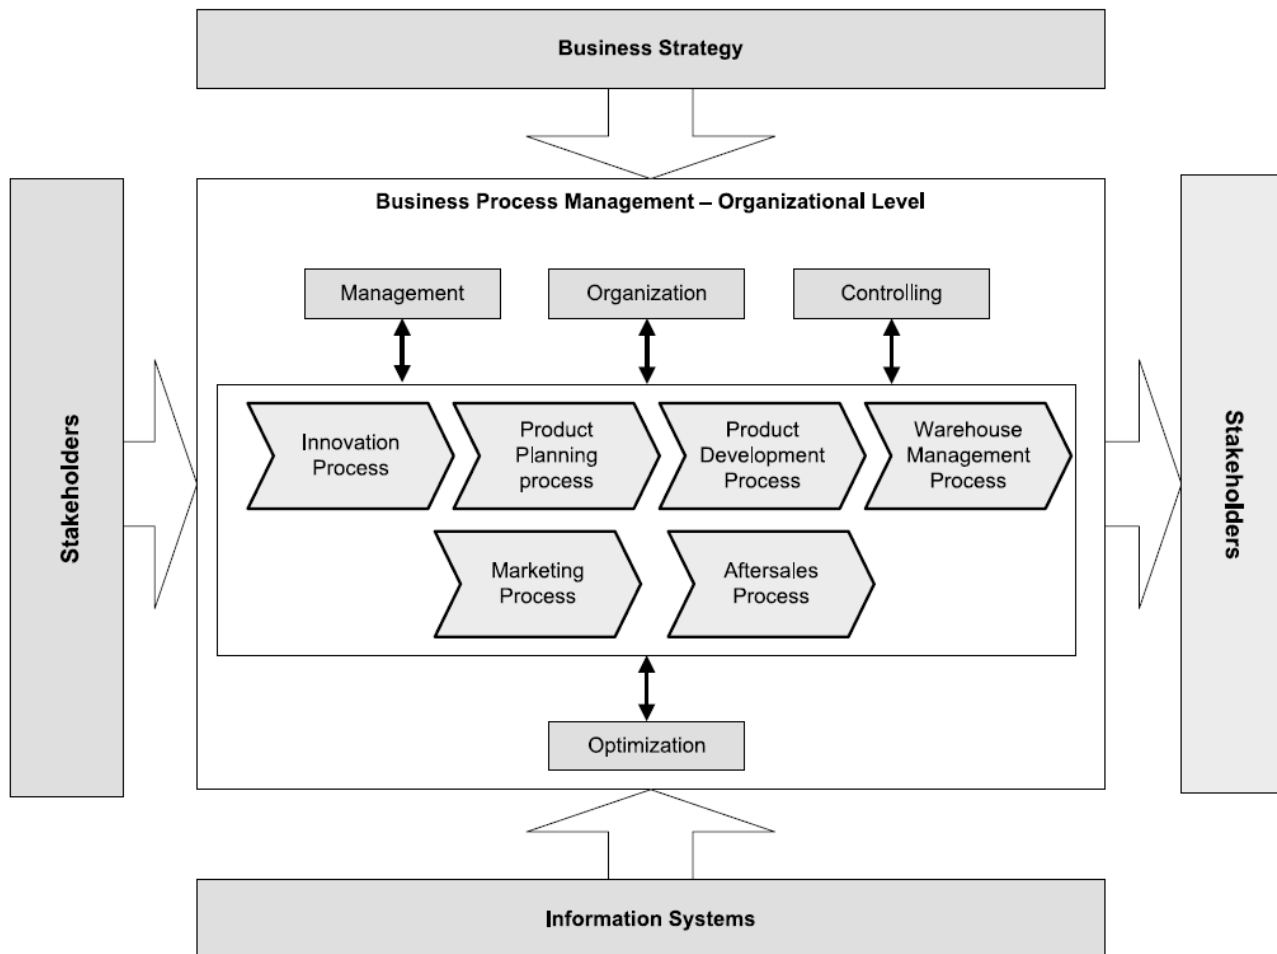 Business Strategy
Business Process Management – Organizational Level
Management
Organization
Controlling
Stakeholders
Innovation
Process
Product
Planning
process
Product
Development
Process
Warehouse
Management
Process
Stakeholders
Marketing
Process
Aftersales
Process
Optimization
Information Systems